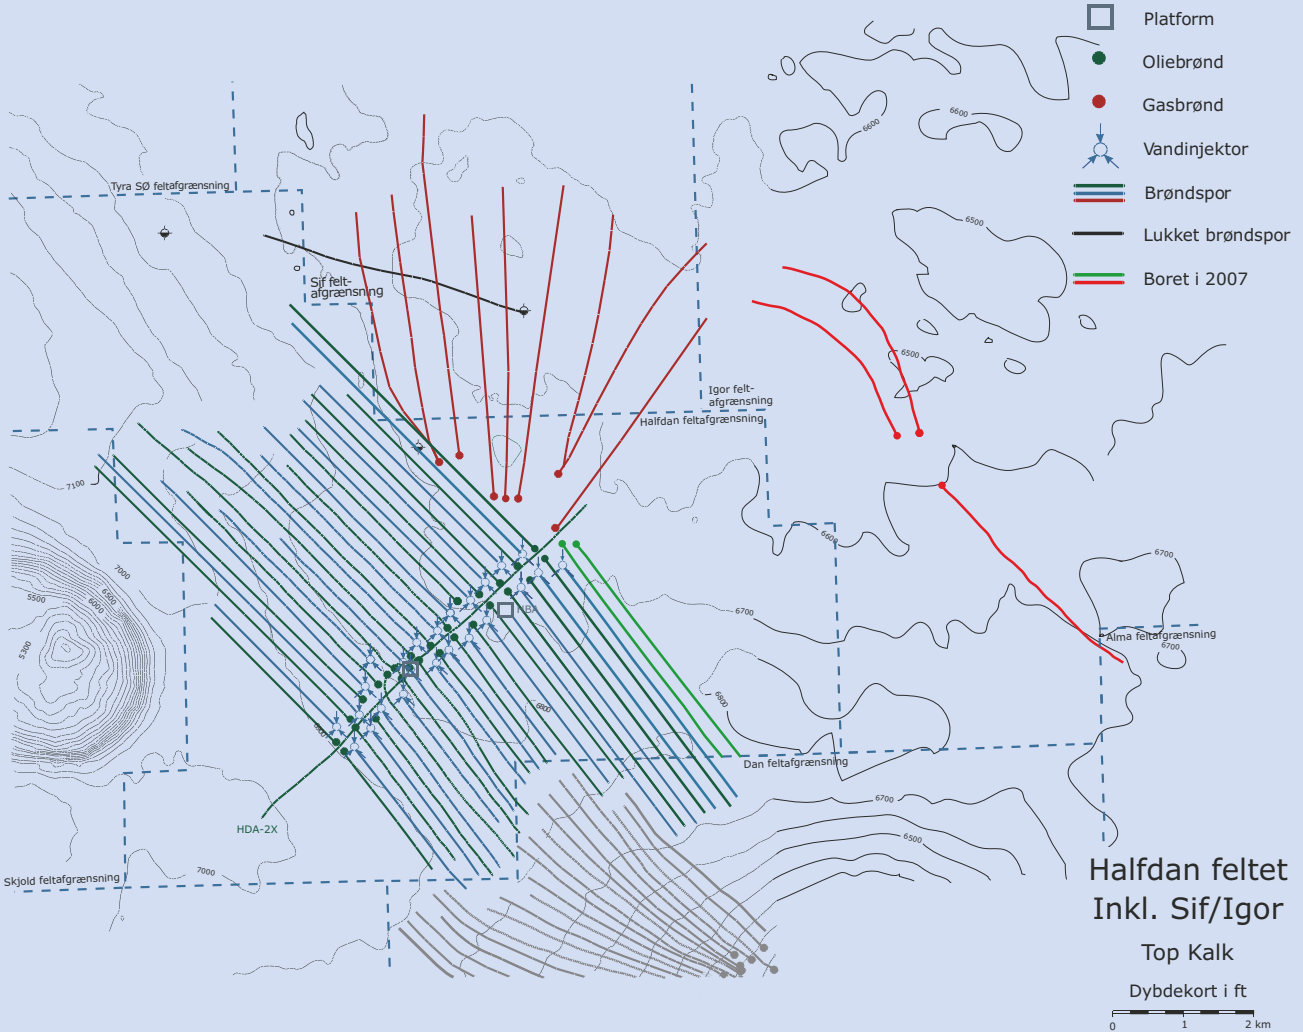 Platform
Oliebrønd
Gasbrønd
Vandinjektor
Brøndspor
Lukket brøndspor
Boret i 2007
6600
6600
Tyra SØ feltafgrænsning
6500
Sif felt-
afgrænsning
6500
Igor felt-
afgrænsning
Halfdan feltafgrænsning
7100
6600
7000
6500
6000
5500
5300
6700
6700
HBA
Alma feltafgrænsning
6700
6800
6800
Dan feltafgrænsning
6700
HDA-2X
6500
7000
Skjold feltafgrænsning
Halfdan feltet
Inkl. Sif/Igor
Top Kalk
Dybdekort i ft
0 1 2 km